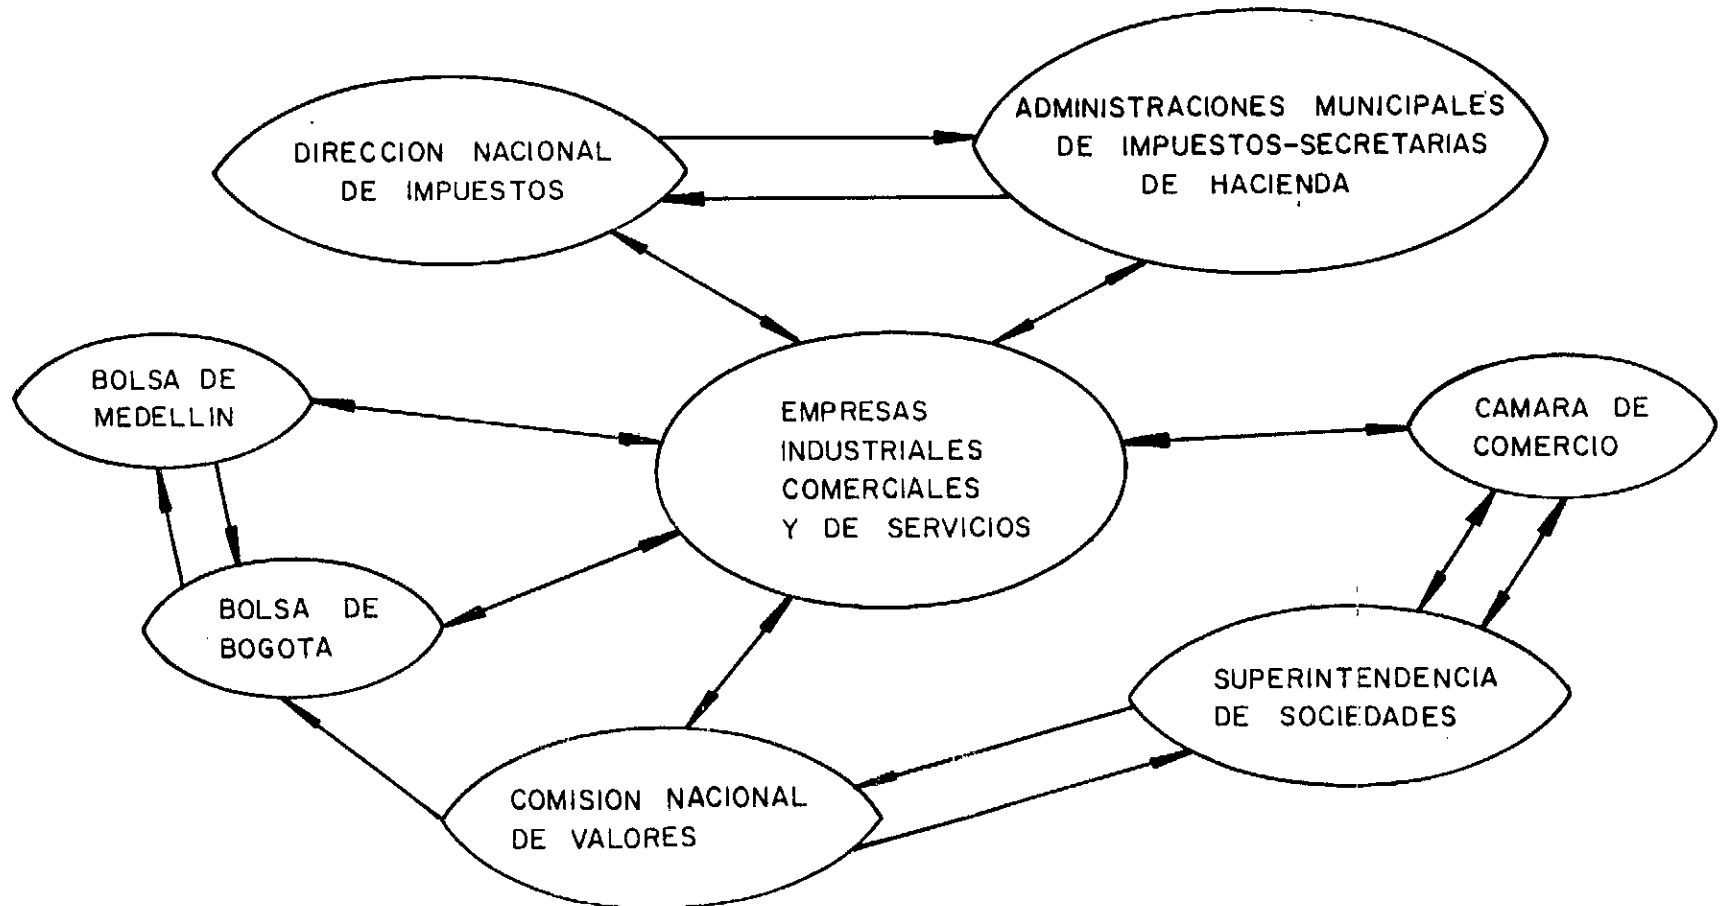 DIRECCION NACIONAL
DE IMPUESTOS
ADMINISTRACIONES MUNICIPALES
DE IMPUESTOS-SECRETARIAS
DE HACIENDA
BOLSA DE
MEDELLIN
EMPRESAS
INDUSTRIALES
COMERCIALES
Y DE SERVICIOS
CAMARA DE
COMERCIO
BOLSA DE
BOGOTA
SUPERINTENDENCIA
DE SOCIEDADES
COMISION NACIONAL
DE VALORES